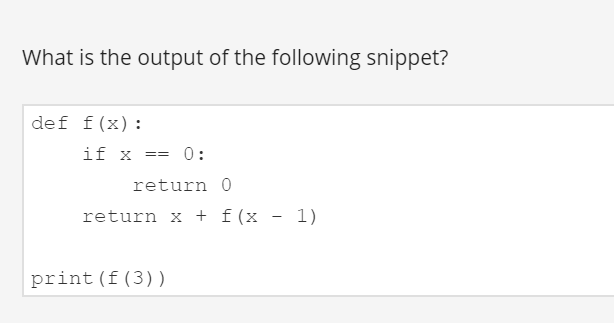 What is the output of the following snippet?
def f(x):
    if x == 0:
        return 0
    return x + f(x - 1)
print(f(3))